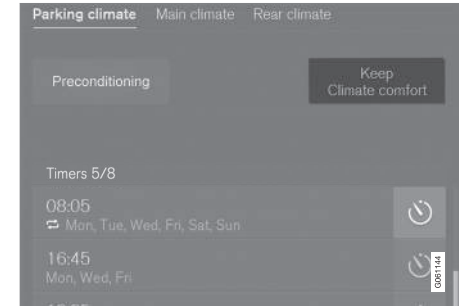 Parking climate Main climate Rear climate
Preconditioning
Keep
Climate comfort
Timers 5/8
08:05
Mon, Tue, Wed, Fri, Sat, Sun
16:45
Mon, Wed, Fri
G061144